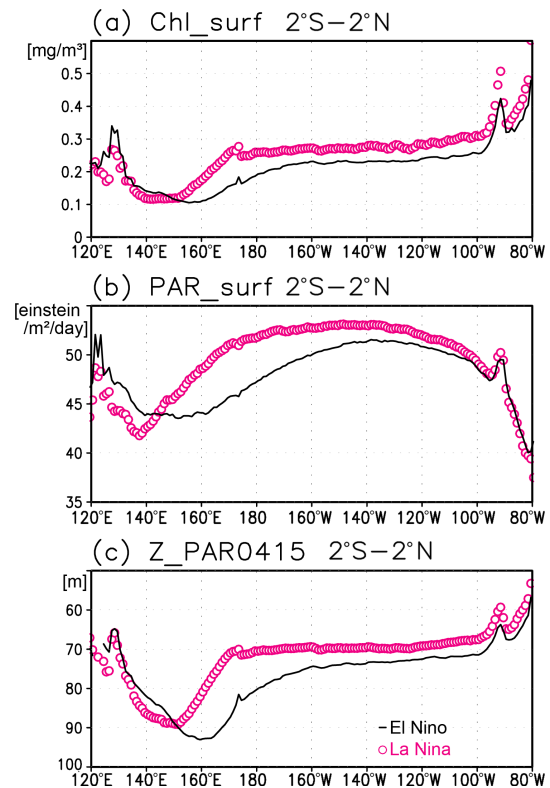 (a) Chl_surf 2°S−2°N
[mg/m³]
0.5
0.4
0.3
0.2
0.1
0
120°E 140°E 160°E 180 160°W 140°W 120°W 100°W 80°W
(b) PAR_surf 2°S−2°N
[einstein
/m²/day]
50
45
40
35
120°E 140°E 160°E 180 160°W 140°W 120°W 100°W 80°W
(c) Z_PAR0415 2°S−2°N
[m]
60
70
80
90
100
El Nino
La Nina
120°E 140°E 160°E 180 160°W 140°W 120°W 100°W 80°W